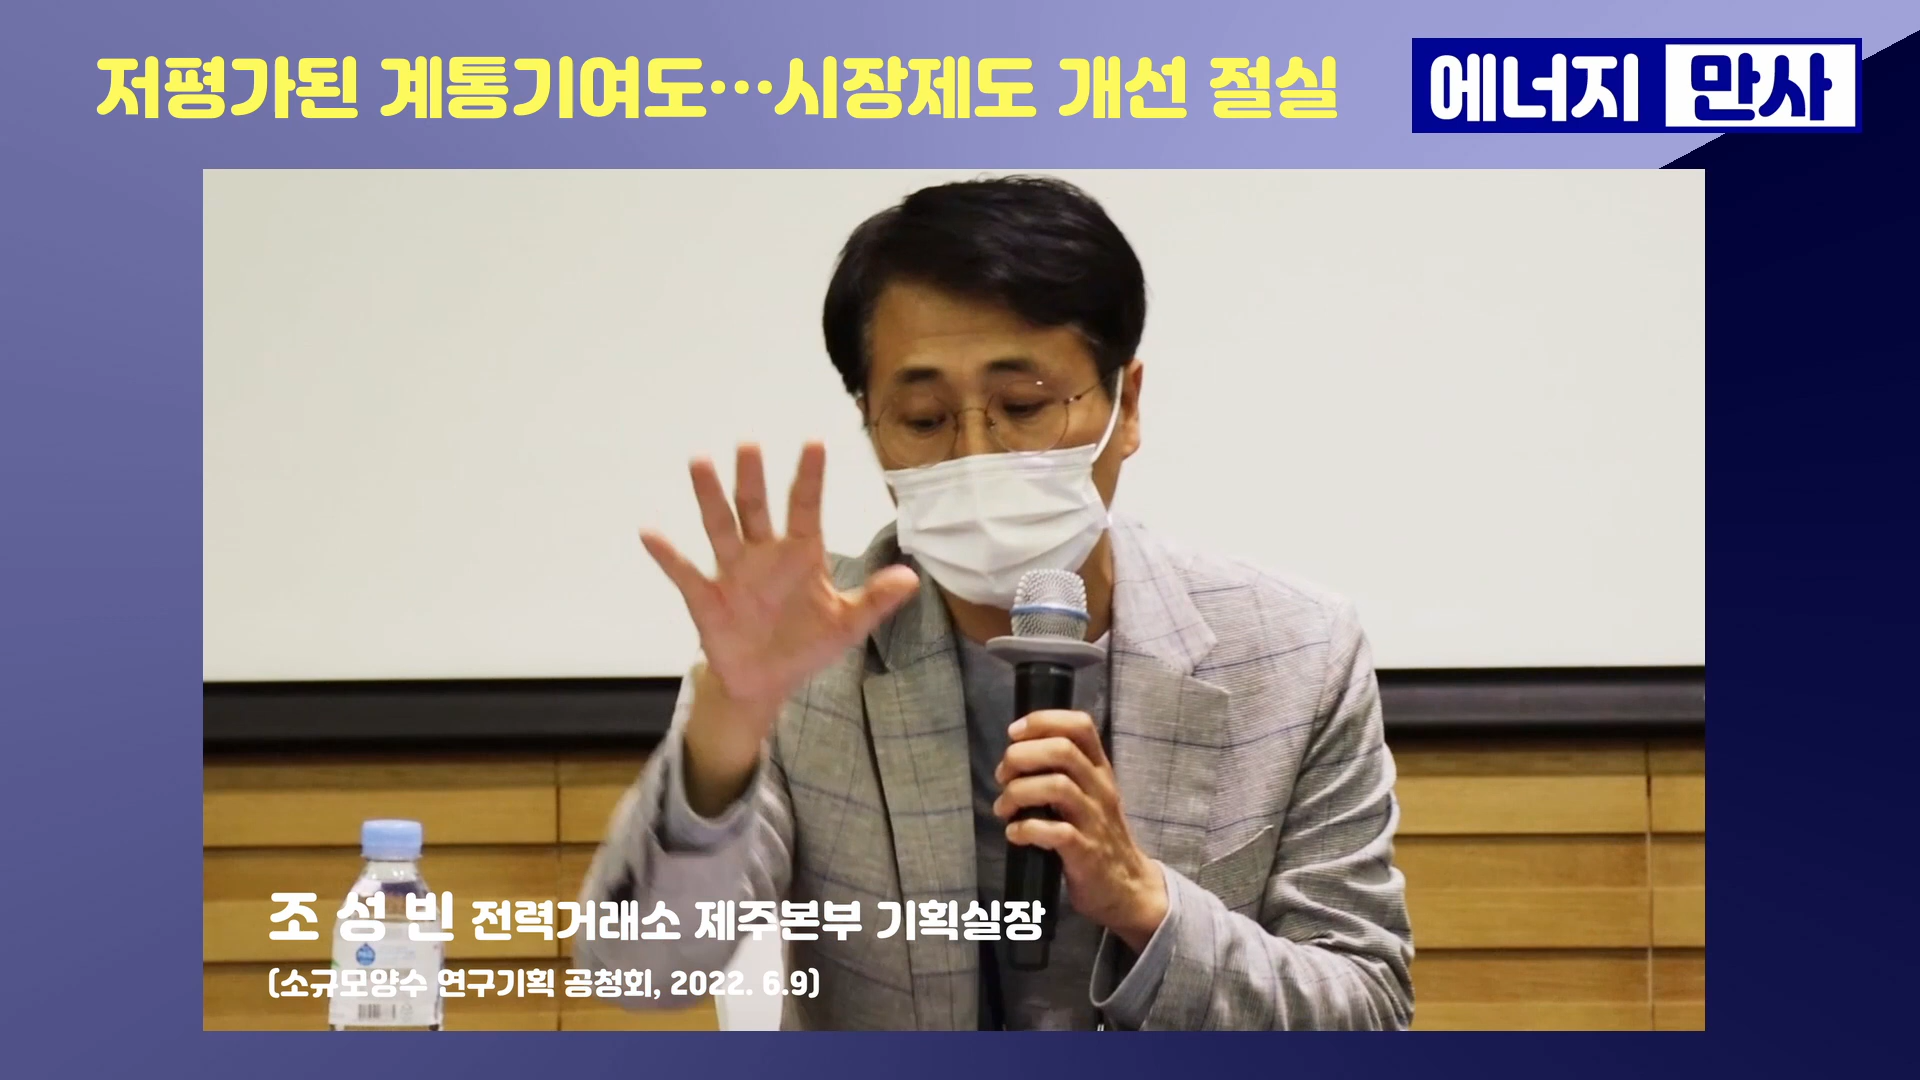 저평가된 계통기여도…시장제도 개선 절실
에너지 만사
조성빈 전력거래소 제주본부 기획실장
(소규모양수 연구기획 공청회, 2022. 6.9)